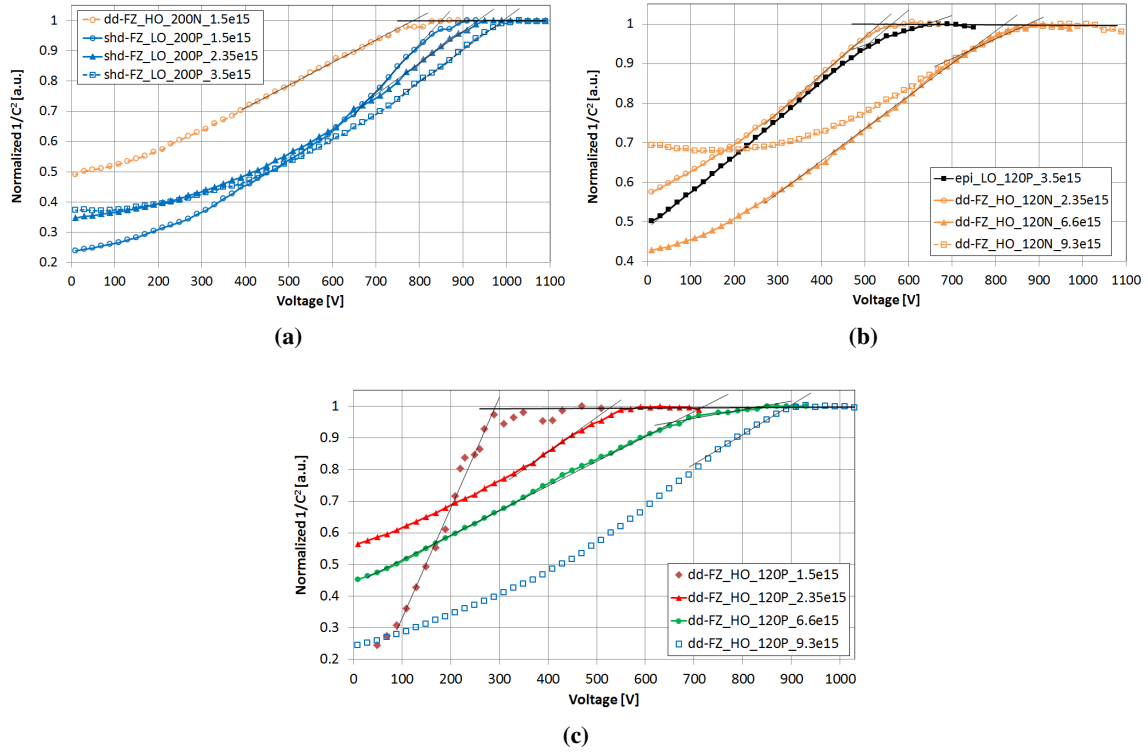 dd-FZ_HO_200N_1.5e15
shd-FZ_LO_200P_1.5e15
shd-FZ_LO_200P_2.35e15
shd-FZ_LO_200P_3.5e15
Normalized 1/C² [a.u.]
1
0.9
0.8
0.7
0.6
0.5
0.4
0.3
0.2
0 100 200 300 400 500 600 700 800 900 1000 1100
Voltage [V]
(a)
epi_LO_120P_3.5e15
dd-FZ_HO_120N_2.35e15
dd-FZ_HO_120N_6.6e15
dd-FZ_HO_120N_9.3e15
Normalized 1/C² [a.u.]
1
0.9
0.8
0.7
0.6
0.5
0.4
0 100 200 300 400 500 600 700 800 900 1000 1100
Voltage [V]
(b)
Normalized 1/C² [a.u.]
1
0.9
0.8
0.7
0.6
0.5
0.4
0.3
0.2
dd-FZ_HO_120P_1.5e15
dd-FZ_HO_120P_2.35e15
dd-FZ_HO_120P_6.6e15
dd-FZ_HO_120P_9.3e15
0 100 200 300 400 500 600 700 800 900 1000
Voltage [V]
(c)